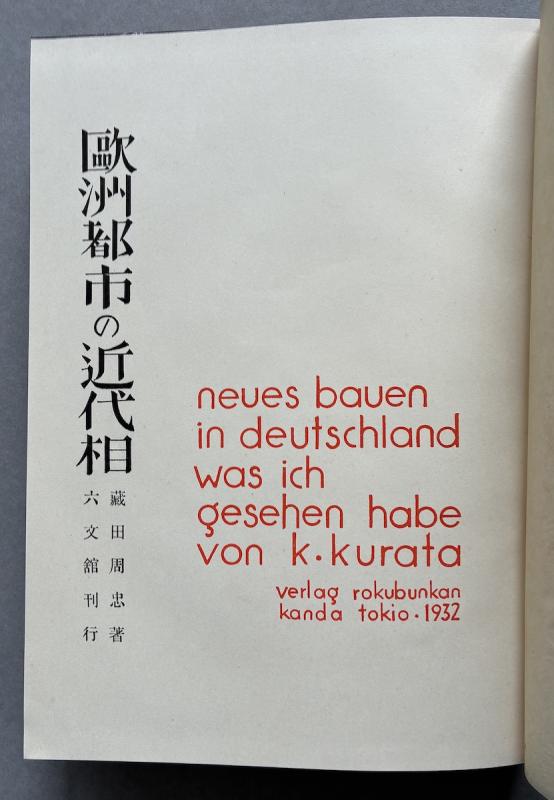 歐洲都市の近代相
藏田周忠著
六文舘刊行
neues bauen
in deutschland
was ich
gesehen habe
von k. kurata
verlag rokubunkan
kanda tokio · 1932